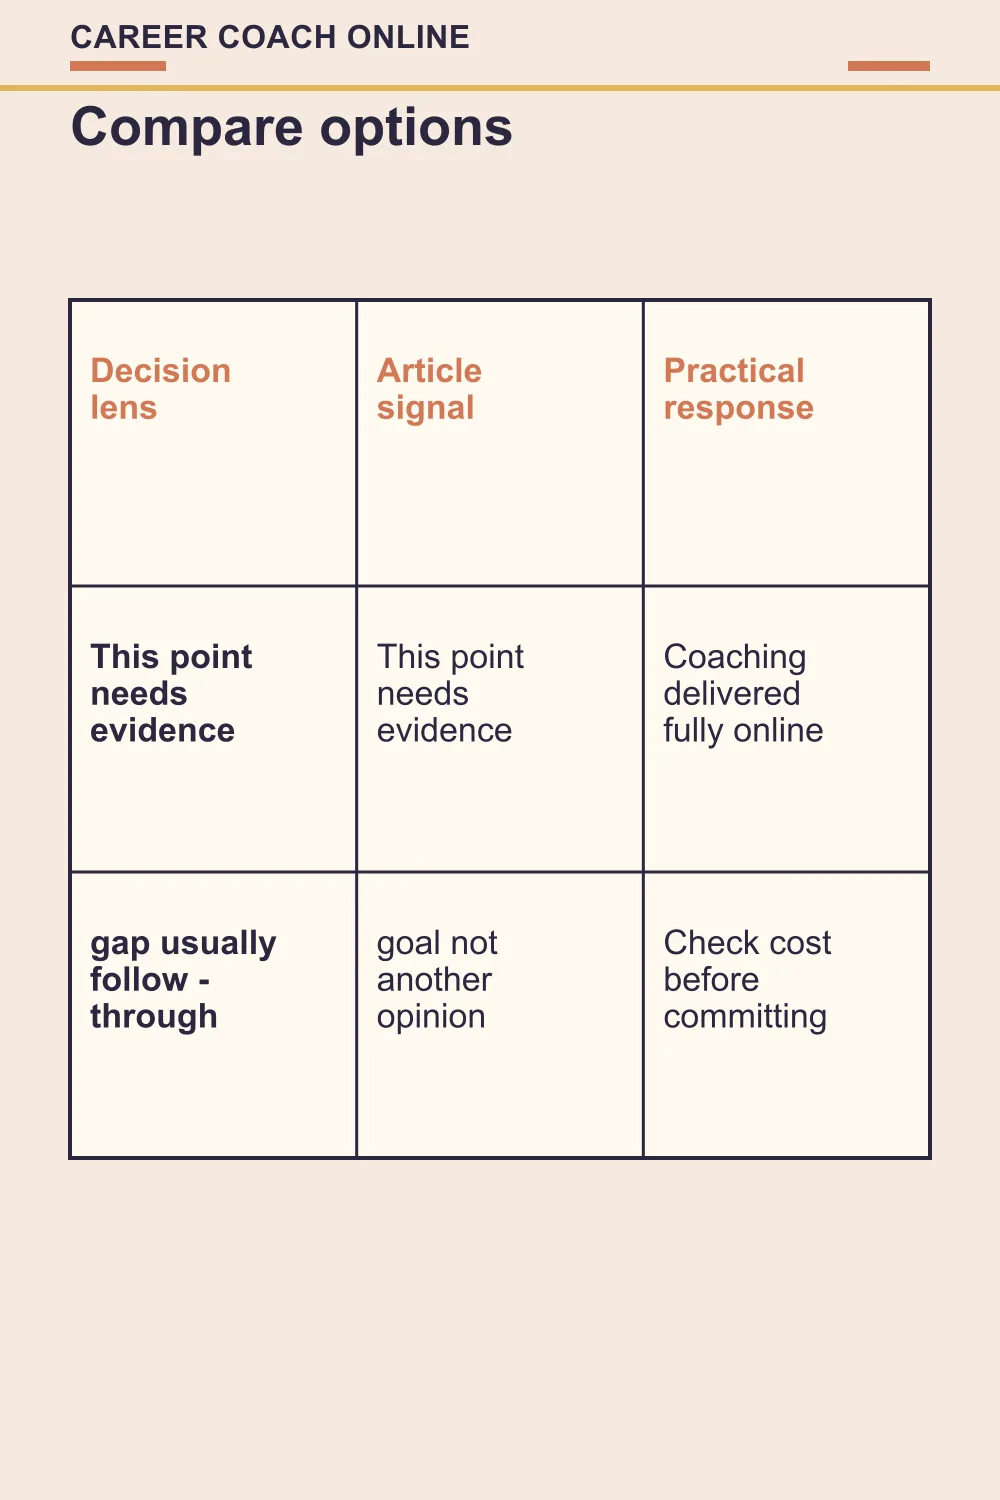 CAREER COACH ONLINE
Compare options
Decision
lens
Article
signal
Practical
response
This point
needs
evidence
This point
needs
evidence
Coaching
delivered
fully online
gap usually
follow -
through
goal not
another
opinion
Check cost
before
committing